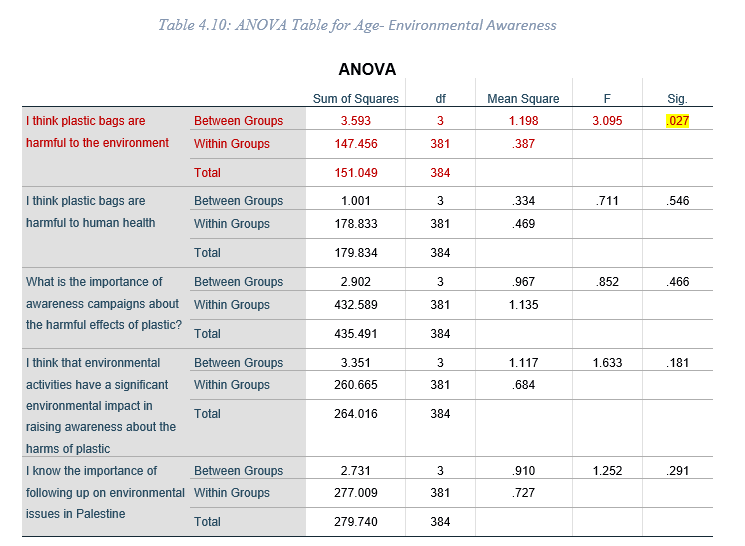 Table 4.10: ANOVA Table for Age- Environmental Awareness
ANOVA
Sum of Squares df Mean Square F Sig.
I think plastic bags are Between Groups 3.593 3 1.198 3.095 .027
harmful to the environment Within Groups 147.456 381 .387
Total 151.049 384
I think plastic bags are Between Groups 1.001 3 .334 .711 .546
harmful to human health Within Groups 178.833 381 .469
Total 179.834 384
What is the importance of Between Groups 2.902 3 .967 .852 .466
awareness campaigns about Within Groups 432.589 381 1.135
the harmful effects of plastic?
Total 435.491 384
I think that environmental Between Groups 3.351 3 1.117 1.633 .181
activities have a significant Within Groups 260.665 381 .684
environmental impact in
Total 264.016 384
raising awareness about the
harms of plastic
I know the importance of Between Groups 2.731 3 .910 1.252 .291
following up on environmental Within Groups 277.009 381 .727
issues in Palestine
Total 279.740 384